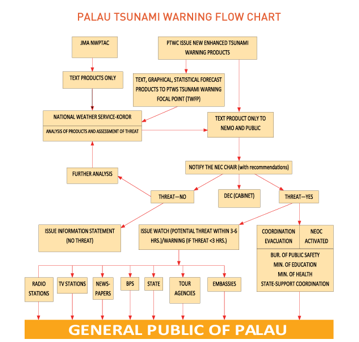 PALAU TSUNAMI WARNING FLOW CHART
JMA NWPTAC
PTWC ISSUE NEW ENHANCED TSUNAMI
WARNING PRODUCTS
TEXT PRODUCTS ONLY
TEXT, GRAPHICAL, STATISTICAL FORECAST
PRODUCTS TO PTWS TSUNAMI WARNING
FOCAL POINT (TWFP)
NATIONAL WEATHER SERVICE-KOROR
ANALYSIS OF PRODUCTS AND ASSESSMENT OF THREAT
TEXT PRODUCT ONLY TO
NEMO AND PUBLIC
NOTIFY THE NEC CHAIR (with recommendations)
FURTHER ANALYSIS
THREAT—NO
DEC (CABINET)
THREAT—YES
ISSUE INFORMATION STATEMENT
(NO THREAT)
ISSUE WATCH (POTENTIAL THREAT WITHIN 3-6
HRS.)/WARNING (IF THREAT <3 HRS.)
COORDINATION
EVACUATION
NEOC
ACTIVATED
BUR. OF PUBLIC SAFETY
MIN. OF EDUCATION
MIN. OF HEALTH
STATE-SUPPORT COORDINATION
RADIO
STATIONS
TV STATIONS
NEWS-
PAPERS
BPS
STATE
TOUR
AGENCIES
EMBASSIES
GENERAL PUBLIC OF PALAU